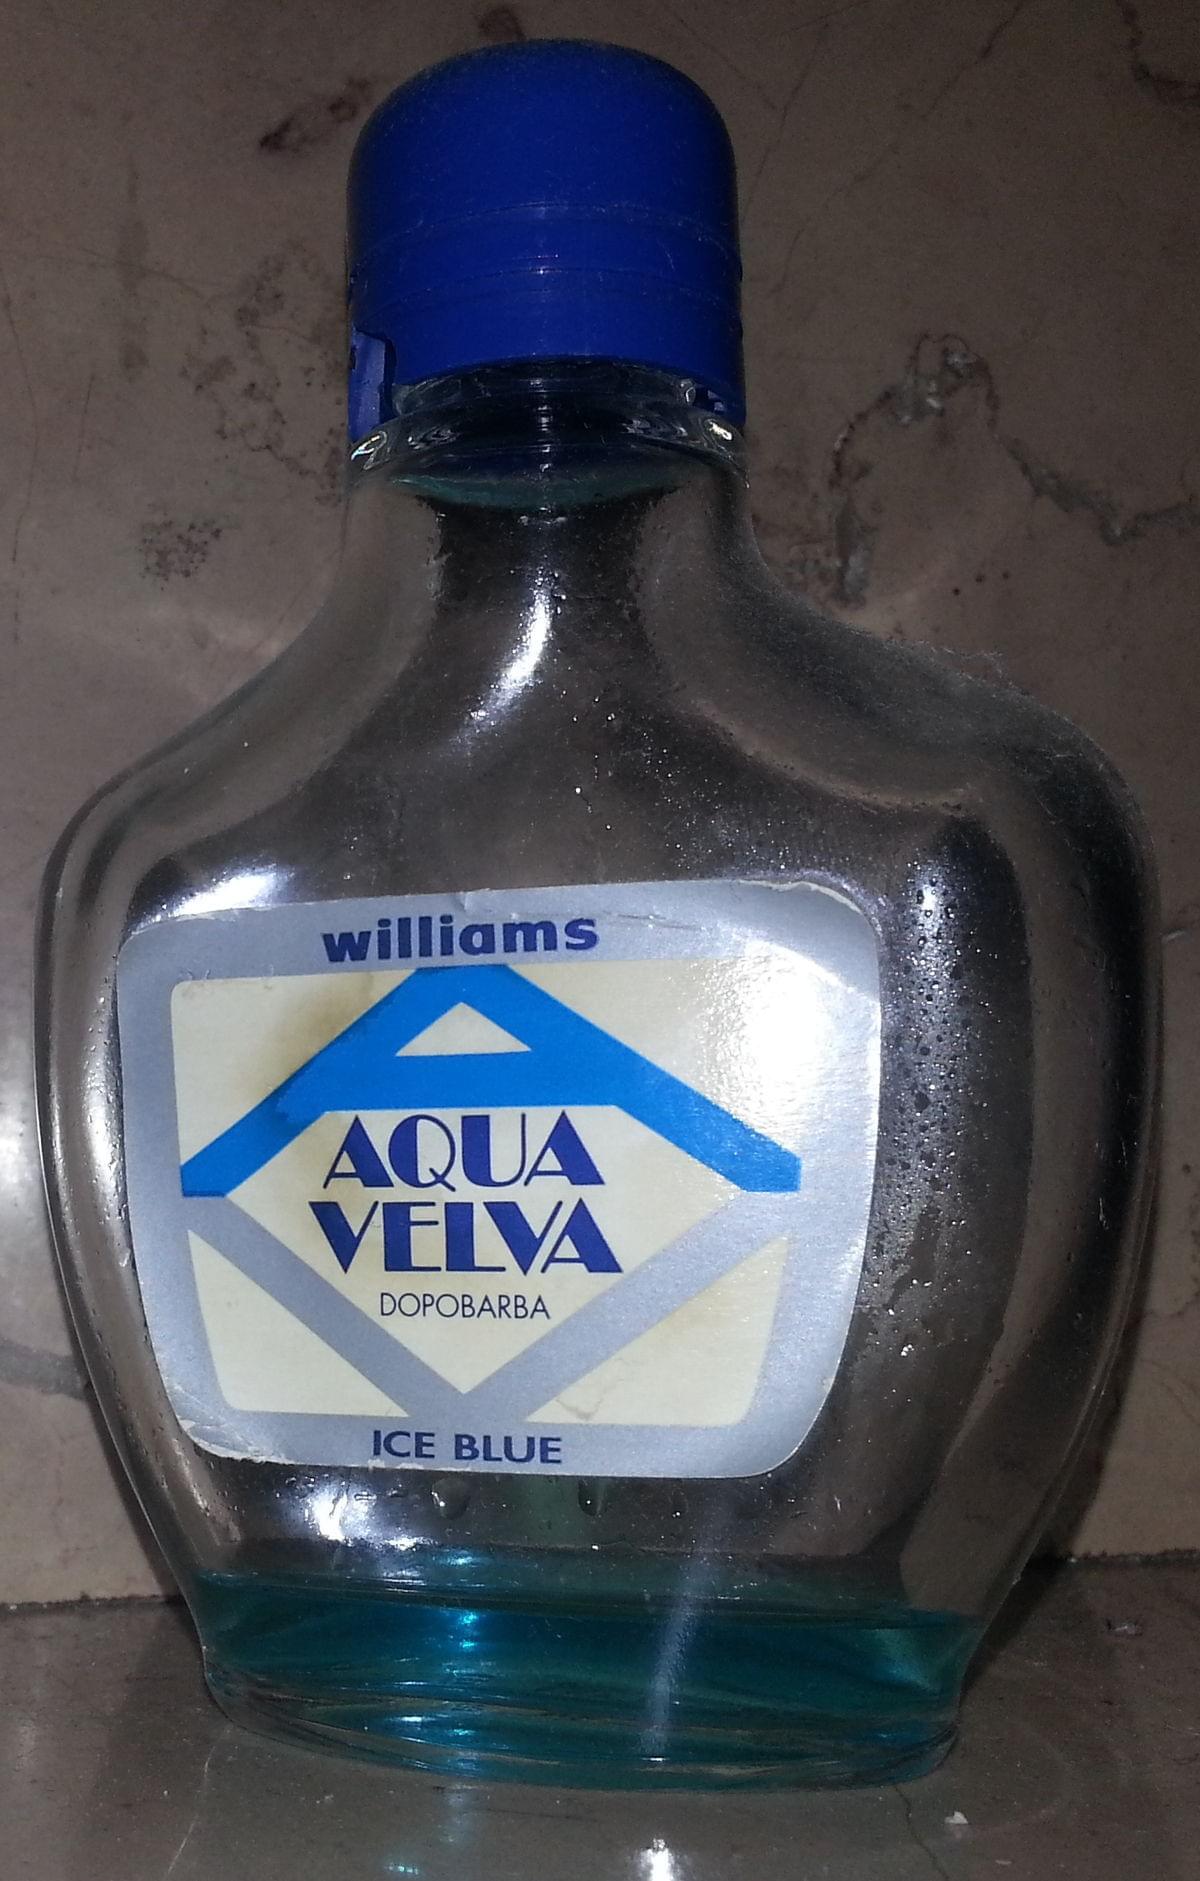 williams
AQUA
VELVA
DOPOBARBA
ICE BLUE